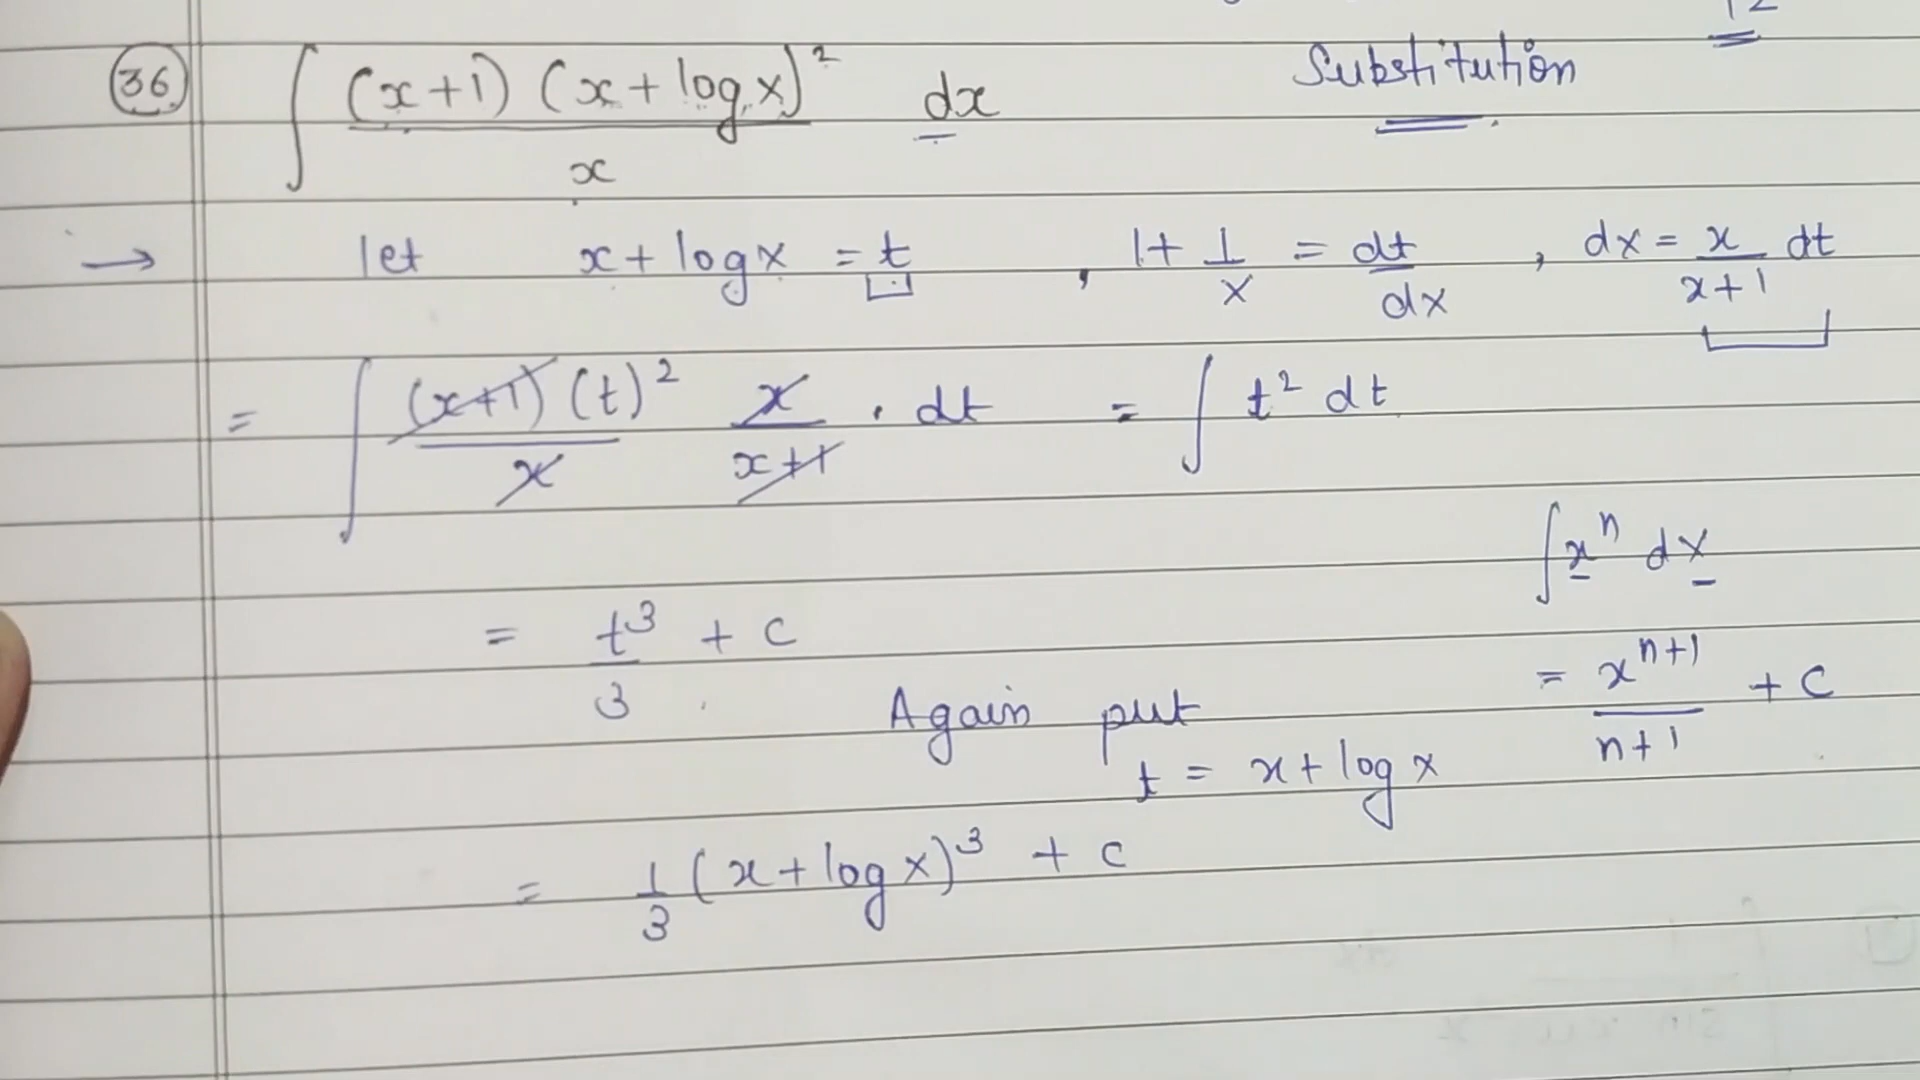 12
Substitution
(36) ∫ (x+1) (x + log x)² / x dx
→ let x + log x = t , 1 + 1/x = dt/dx , dx = x/(x+1) dt
= ∫ (x+1) (t)² / x · x/(x+1) · dt = ∫ t² dt
∫ xⁿ dx
= t³/3 + c
= xⁿ⁺¹/(n+1) + c
Again put
t = x + log x
= 1/3 (x + log x)³ + c